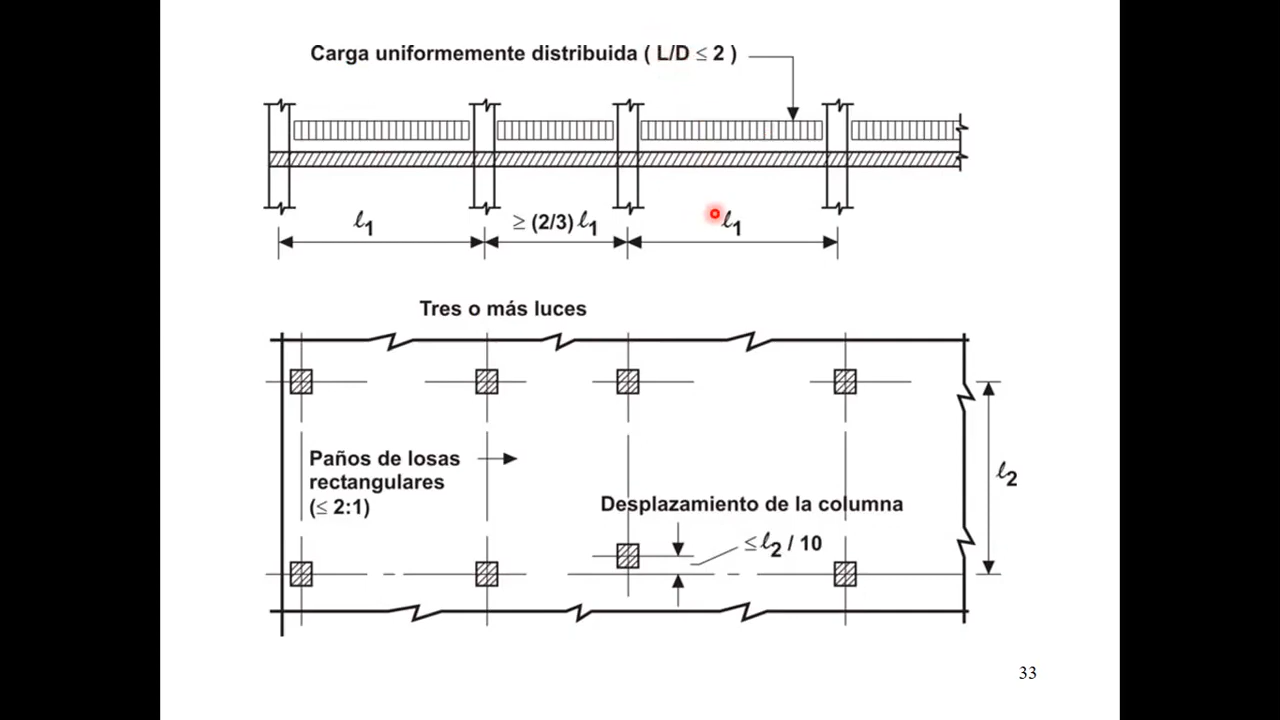 Carga uniformemente distribuida ( L/D ≤ 2 )
ℓ1
≥ (2/3) ℓ1
ℓ1
Tres o más luces
Paños de losas
rectangulares
(≤ 2:1)
ℓ2
Desplazamiento de la columna
≤ ℓ2 / 10
33